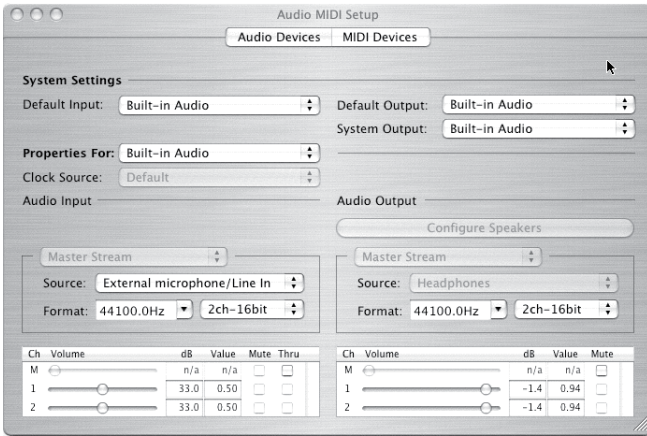 Audio MIDI Setup
Audio Devices MIDI Devices
System Settings
Default Input: Built-in Audio
Default Output: Built-in Audio
System Output: Built-in Audio
Properties For: Built-in Audio
Clock Source: Default
Audio Input
Audio Output
Configure Speakers
Master Stream
Source: External microphone/Line In
Format: 44100.0Hz 2ch-16bit
Master Stream
Source: Headphones
Format: 44100.0Hz 2ch-16bit
Ch Volume dB Value Mute Thru
M n/a n/a
1 33.0 0.50
2 33.0 0.50
Ch Volume dB Value Mute
M n/a n/a
1 -1.4 0.94
2 -1.4 0.94